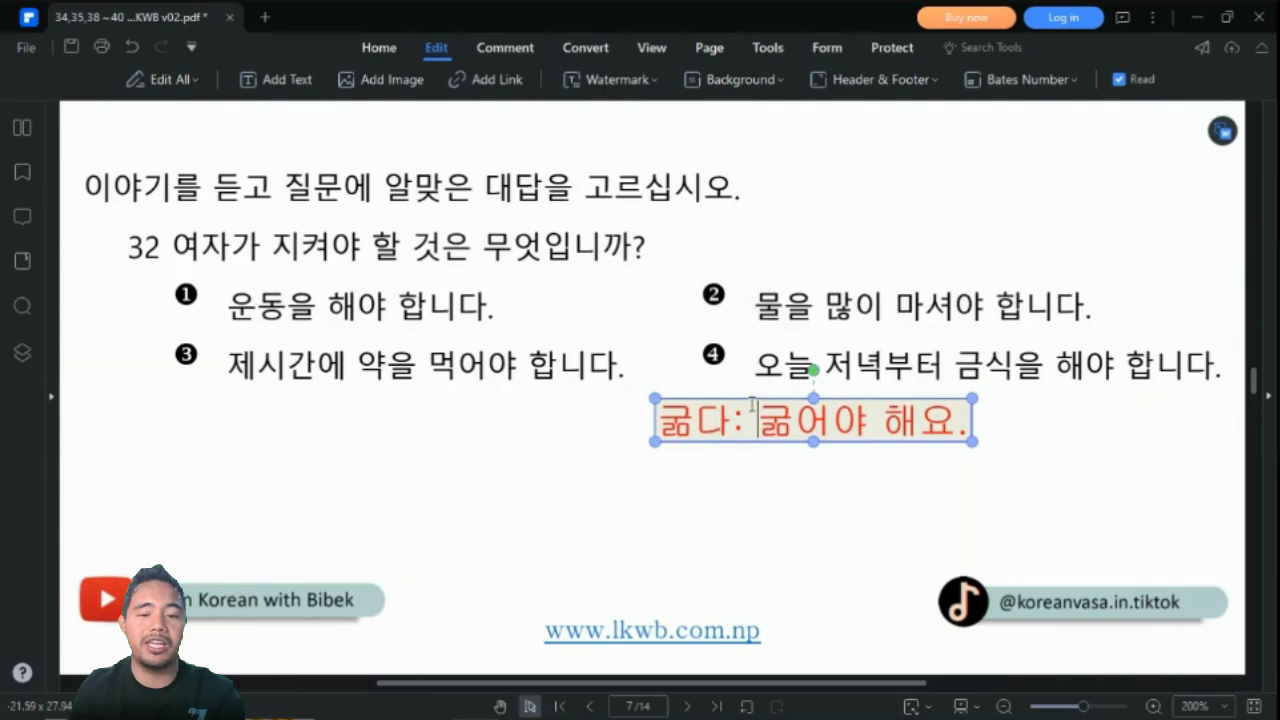 34,35,38 ~ 40 ...KWB v02.pdf *
Buy now
Log in
File
Home Edit Comment Convert View Page Tools Form Protect Search Tools
Edit All Add Text Add Image Add Link Watermark Background Header & Footer Bates Number Read
이야기를 듣고 질문에 알맞은 대답을 고르십시오.
32 여자가 지켜야 할 것은 무엇입니까?
❶ 운동을 해야 합니다. ❷ 물을 많이 마셔야 합니다.
❸ 제시간에 약을 먹어야 합니다. ❹ 오늘 저녁부터 금식을 해야 합니다.
굶다: 굶어야 해요.
Korean with Bibek
@koreanvasa.in.tiktok
www.lkwb.com.np
-21.59 x 27.94
7 /14
200%